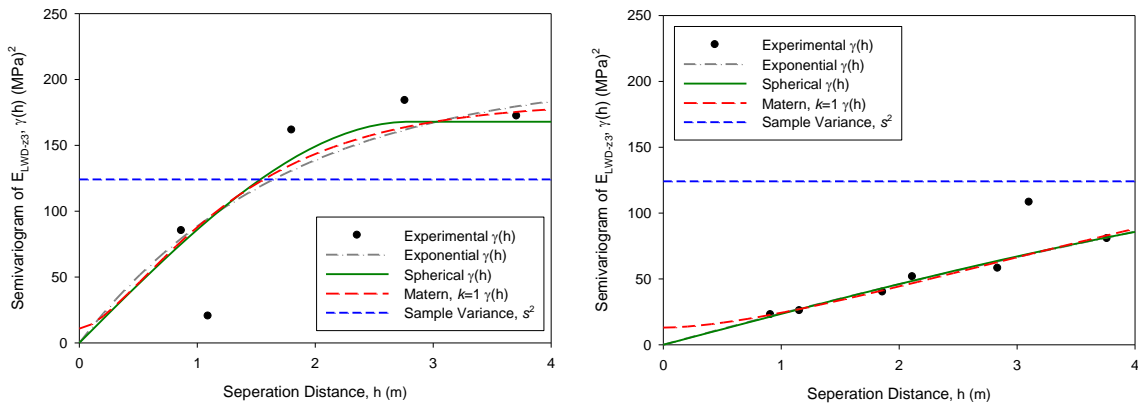 Semivariogram of E_LWD-z3, γ(h) (MPa)²
250
200
150
100
50
0
Experimental γ(h)
Exponential γ(h)
Spherical γ(h)
Matern, k=1 γ(h)
Sample Variance, s²
0 1 2 3 4
Seperation Distance, h (m)
Semivariogram of E_LWD-z3, γ(h) (MPa)²
250
200
150
100
50
0
Experimental γ(h)
Exponential γ(h)
Spherical γ(h)
Matern, k=1 γ(h)
Sample Variance, s²
0 1 2 3 4
Seperation Distance, h (m)